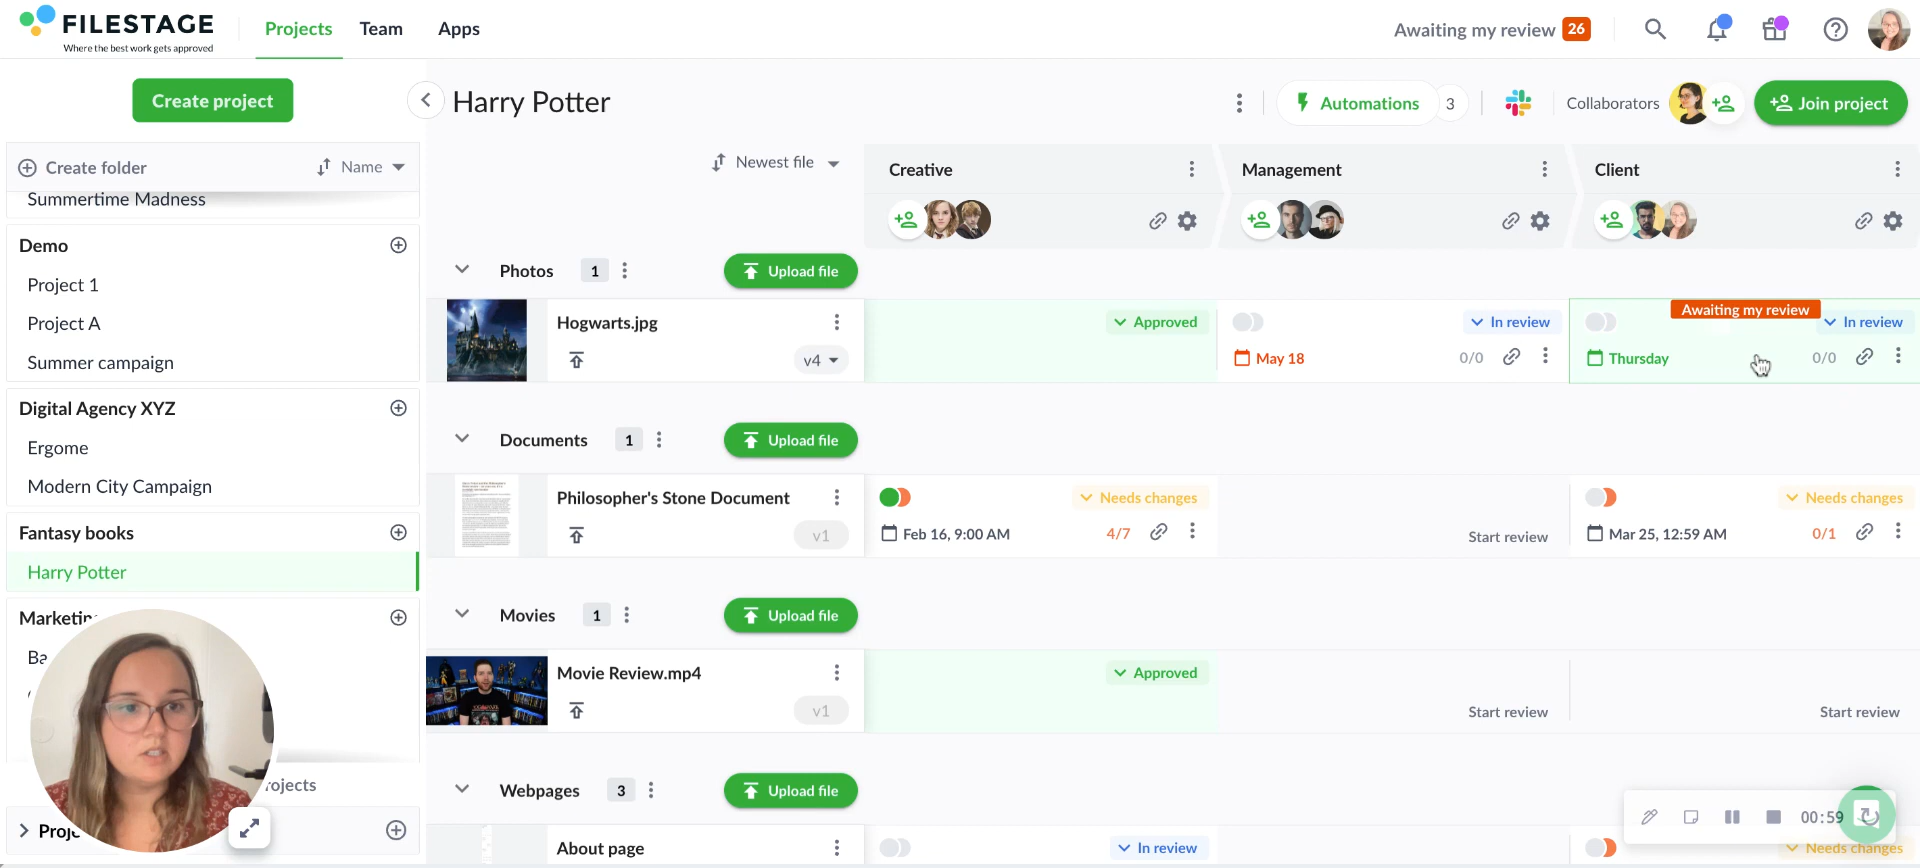 FILESTAGE
Where the best work gets approved
Projects
Team
Apps
Awaiting my review 26
Create project
Harry Potter
Automations 3
Collaborators
Join project
Create folder
Name
Newest file
Creative
Management
Client
Summertime Madness
Demo
Project 1
Project A
Summer campaign
Digital Agency XYZ
Ergome
Modern City Campaign
Fantasy books
Harry Potter
Marketin
Ba
rojects
Proje
Photos 1
Upload file
Hogwarts.jpg
v4
Approved
In review
May 18
0/0
Awaiting my review
In review
Thursday
0/0
Documents 1
Upload file
Philosopher's Stone Document
v1
Needs changes
Feb 16, 9:00 AM
4/7
Start review
Needs changes
Mar 25, 12:59 AM
0/1
Movies 1
Upload file
Movie Review.mp4
v1
Approved
Start review
Start review
Webpages 3
Upload file
About page
In review
Needs changes
00:59